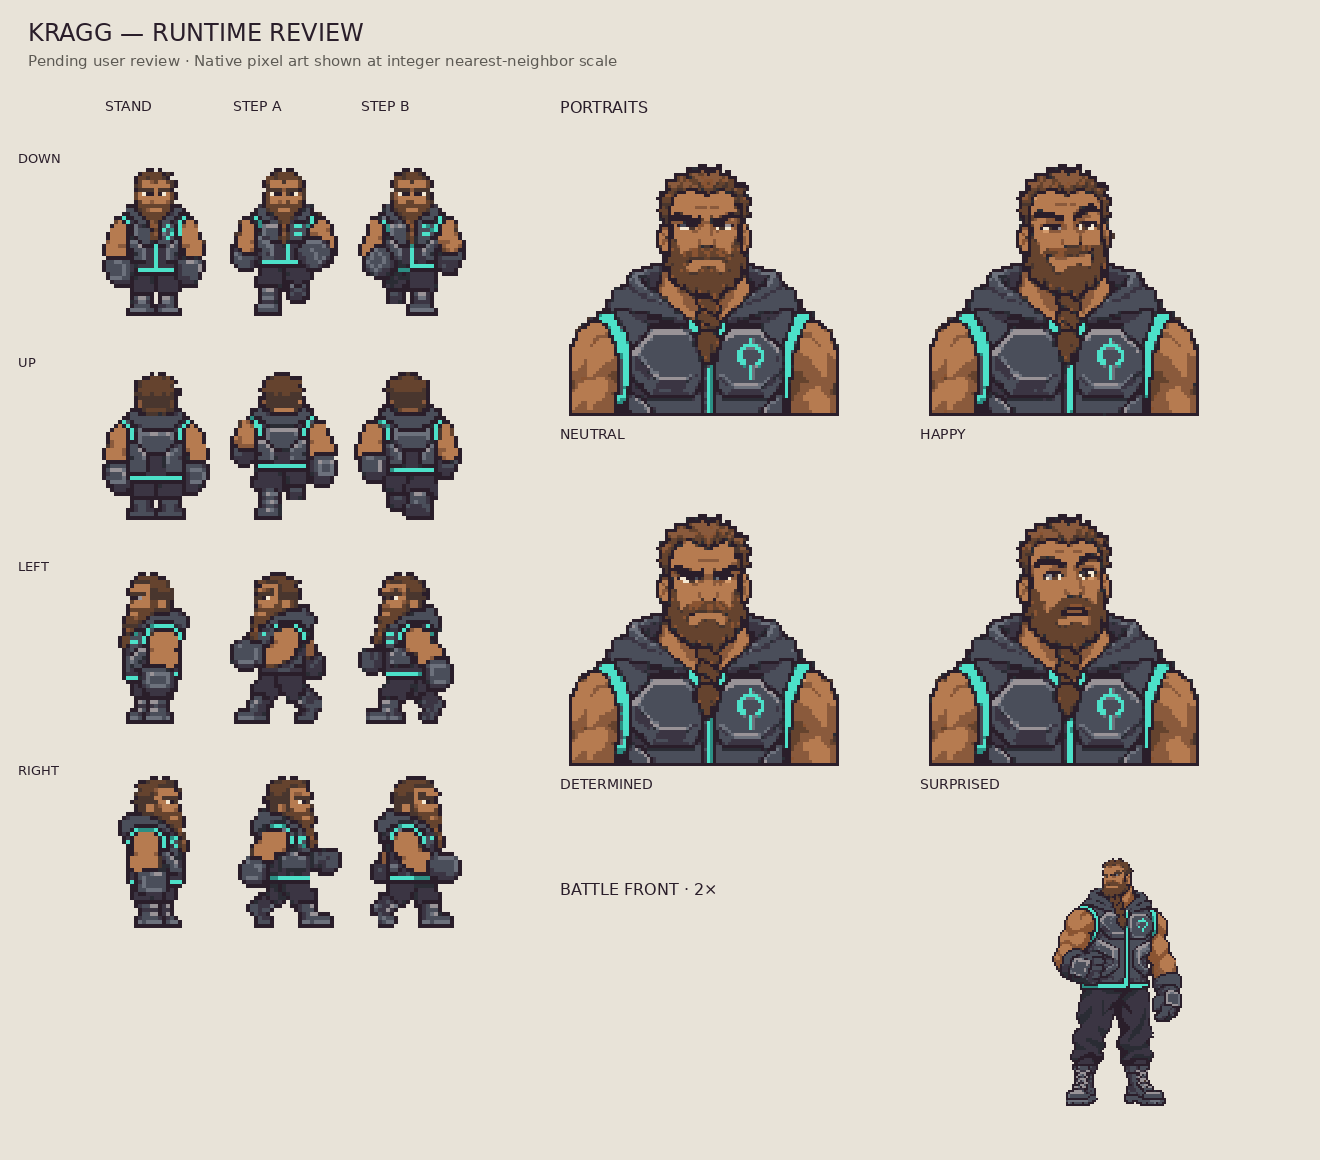 KRAGG — RUNTIME REVIEW
Pending user review · Native pixel art shown at integer nearest-neighbor scale
STAND STEP A STEP B
PORTRAITS
DOWN
UP
LEFT
RIGHT
NEUTRAL
HAPPY
DETERMINED
SURPRISED
BATTLE FRONT · 2×